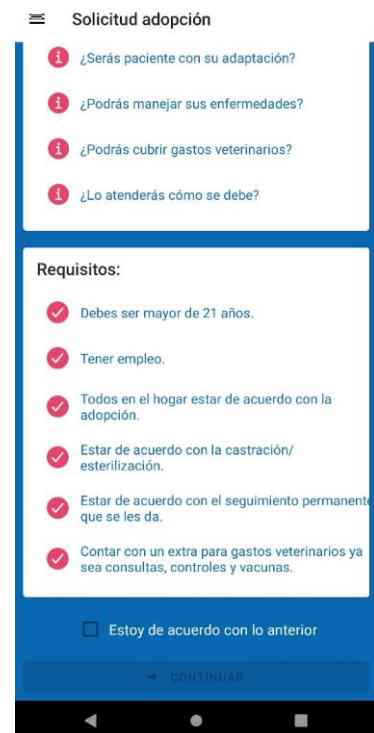 Solicitud adopción
¿Serás paciente con su adaptación?
¿Podrás manejar sus enfermedades?
¿Podrás cubrir gastos veterinarios?
¿Lo atenderás cómo se debe?
Requisitos:
Debes ser mayor de 21 años.
Tener empleo.
Todos en el hogar estar de acuerdo con la
adopción.
Estar de acuerdo con la castración/
esterilización.
Estar de acuerdo con el seguimiento permanente
que se les da.
Contar con un extra para gastos veterinarios ya
sea consultas, controles y vacunas.
Estoy de acuerdo con lo anterior
CONTINUAR